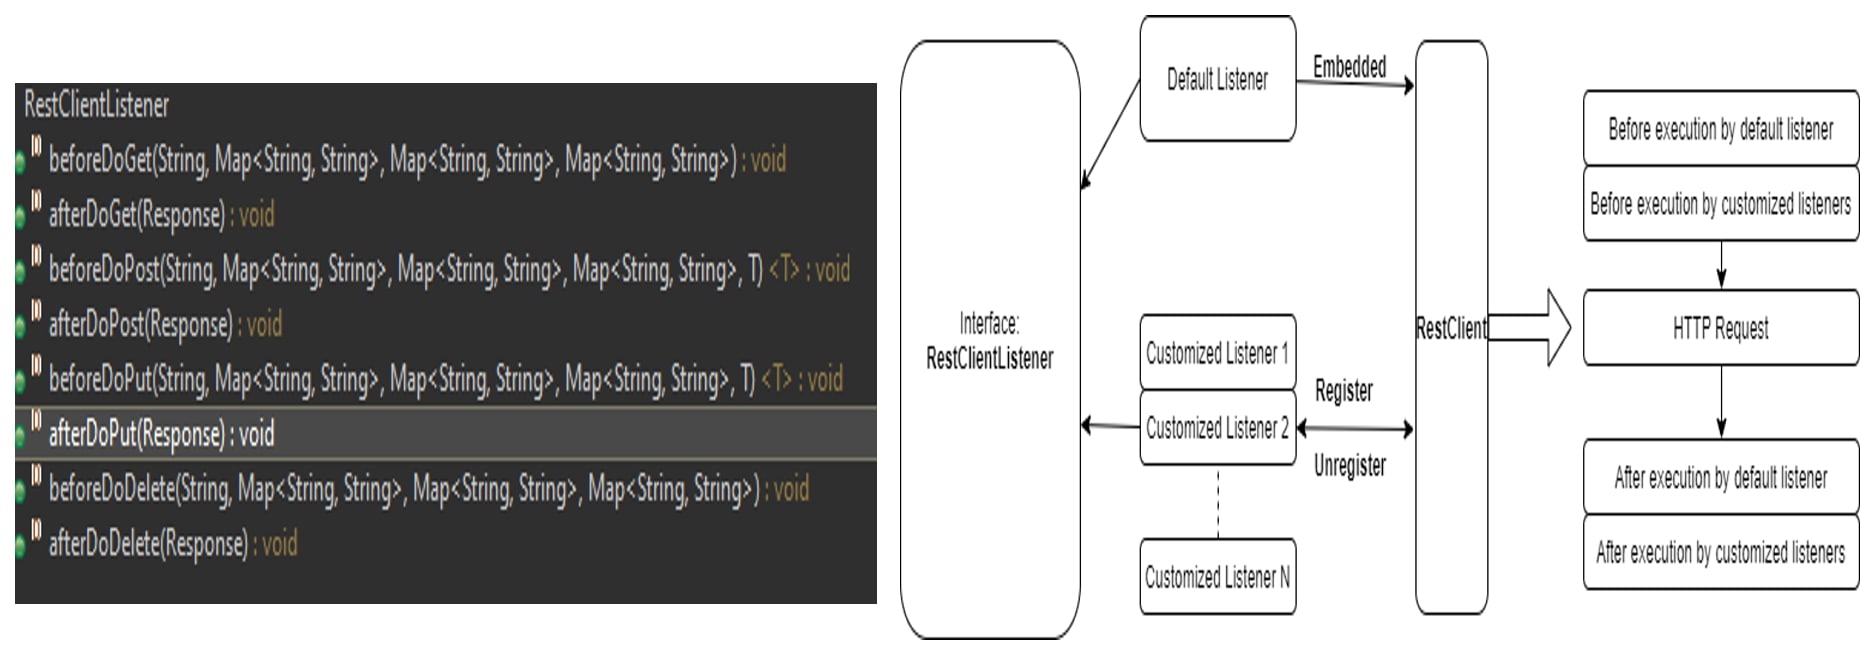 RestClientListener
beforeDoGet(String, Map<String, String>, Map<String, String>, Map<String, String>) : void
afterDoGet(Response) : void
beforeDoPost(String, Map<String, String>, Map<String, String>, Map<String, String>, T) <T> : void
afterDoPost(Response) : void
beforeDoPut(String, Map<String, String>, Map<String, String>, Map<String, String>, T) <T> : void
afterDoPut(Response) : void
beforeDoDelete(String, Map<String, String>, Map<String, String>, Map<String, String>) : void
afterDoDelete(Response) : void
Interface:
RestClientListener
Default Listener
Embedded
Customized Listener 1
Customized Listener 2
Customized Listener N
Register
Unregister
RestClient
Before execution by default listener
Before execution by customized listeners
HTTP Request
After execution by default listener
After execution by customized listeners